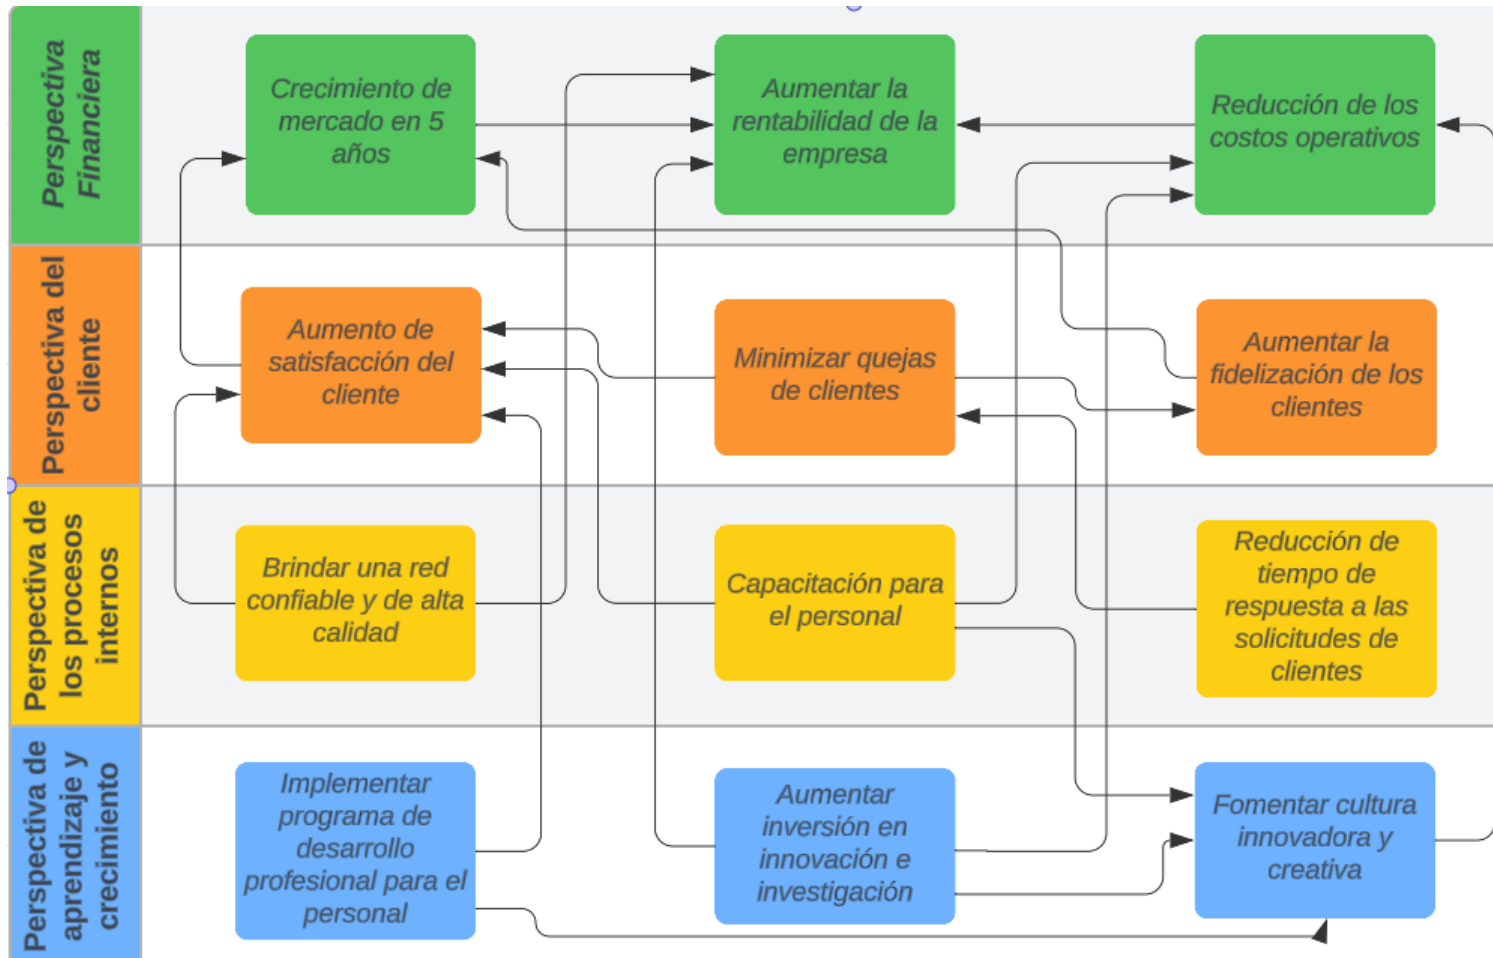 Perspectiva
Financiera
Crecimiento de
mercado en 5
años
Aumentar la
rentabilidad de la
empresa
Reducción de los
costos operativos
Perspectiva del
cliente
Aumento de
satisfacción del
cliente
Minimizar quejas
de clientes
Aumentar la
fidelización de los
clientes
Perspectiva de
los procesos
internos
Brindar una red
confiable y de alta
calidad
Capacitación para
el personal
Reducción de
tiempo de
respuesta a las
solicitudes de
clientes
Perspectiva de
aprendizaje y
crecimiento
Implementar
programa de
desarrollo
profesional para el
personal
Aumentar
inversión en
innovación e
investigación
Fomentar cultura
innovadora y
creativa